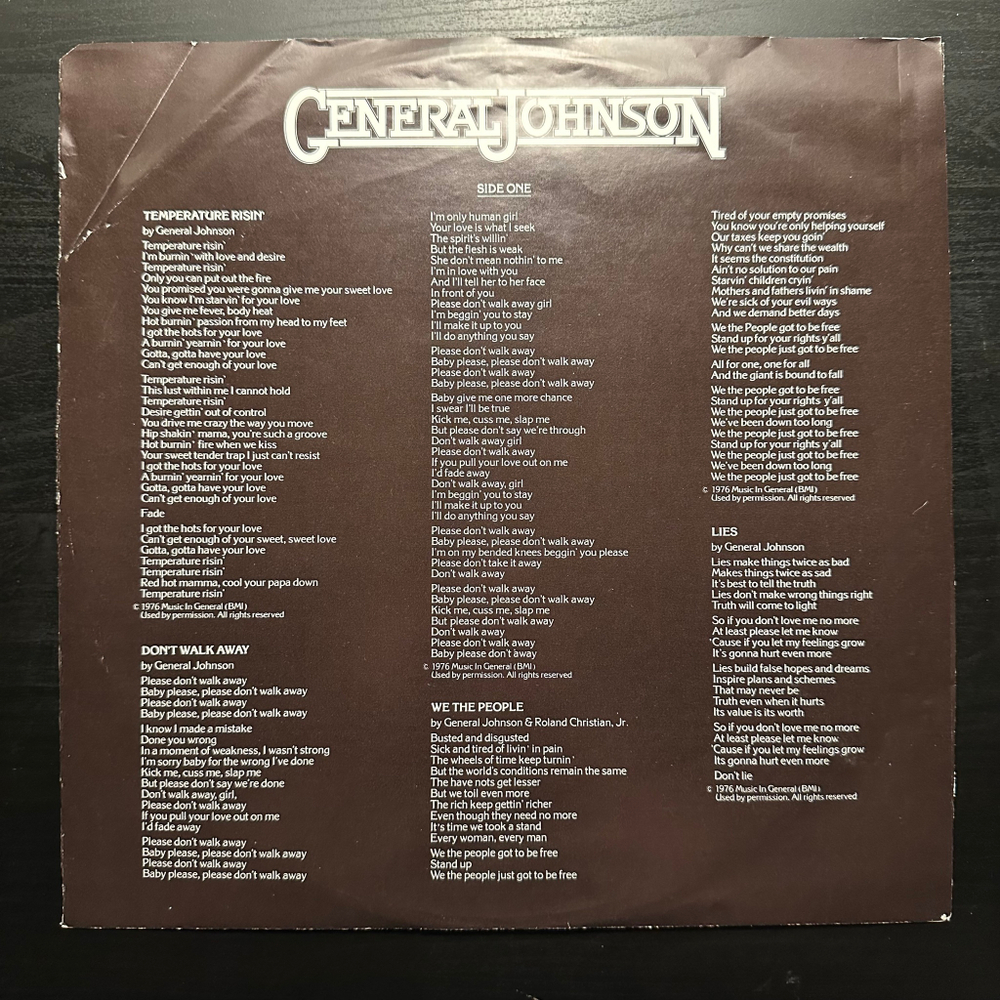 GENERAL JOHNSON
SIDE ONE
TEMPERATURE RISIN'
by General Johnson
Temperature risin'
I'm burnin' with love and desire
Temperature risin'
Only you can put out the fire
You promised you were gonna give me your sweet love
You know I'm starvin' for your love
You give me fever, body heat
Hot burnin' passion from my head to my feet
I got the hots for your love
A burnin' yearnin' for your love
Gotta, gotta have your love
Can't get enough of your love
Temperature risin'
This lust within me I cannot hold
Temperature risin'
Desire gettin' out of control
You drive me crazy the way you move
Hip shakin' mama, you're such a groove
Hot burnin' fire when we kiss
Your sweet tender trap I just can't resist
I got the hots for your love
A burnin' yearnin' for your love
Gotta, gotta have your love
Can't get enough of your love
Fade
I got the hots for your love
Can't get enough of your sweet, sweet love
Gotta, gotta have your love
Temperature risin'
Temperature risin'
Red hot mamma, cool your papa down
Temperature risin'
© 1976 Music In General (BMI)
Used by permission. All rights reserved
DON'T WALK AWAY
by General Johnson
Please don't walk away
Baby please, please don't walk away
Please don't walk away
Baby please, please don't walk away
I know I made a mistake
Done you wrong
In a moment of weakness, I wasn't strong
I'm sorry baby for the wrong I've done
Kick me, cuss me, slap me
But please don't say we're done
Don't walk away, girl,
Please don't walk away
If you pull your love out on me
I'd fade away
Please don't walk away
Baby please, please don't walk away
Please don't walk away
Baby please, please don't walk away
I'm only human girl
Your love is what I seek
The spirit's willin'
But the flesh is weak
She don't mean nothin' to me
I'm in love with you
And I'll tell her to her face
In front of you
Please don't walk away girl
I'm beggin' you to stay
I'll make it up to you
I'll do anything you say
Please don't walk away
Baby please, please don't walk away
Please don't walk away
Baby please, please don't walk away
Baby give me one more chance
I swear I'll be true
Kick me, cuss me, slap me
But please don't say we're through
Don't walk away girl
Please don't walk away
If you pull your love out on me
I'd fade away
Don't walk away, girl
I'm beggin' you to stay
I'll make it up to you
I'll do anything you say
Please don't walk away
Baby please, please don't walk away
I'm on my bended knees beggin' you please
Please don't take it away
Don't walk away
Please don't walk away
Baby please, please don't walk away
Kick me, cuss me, slap me
But please don't walk away
Don't walk away
Please don't walk away
Baby please don't away
© 1976 Music In General (BMI)
Used by permission. All rights reserved
WE THE PEOPLE
by General Johnson & Roland Christian, Jr.
Busted and disgusted
Sick and tired of livin' in pain
The wheels of time keep turnin'
But the world's conditions remain the same
The have nots get lesser
But we toil even more
The rich keep gettin' richer
Even though they need no more
It's time we took a stand
Every woman, every man
We the people got to be free
Stand up
We the people just got to be free
Tired of your empty promises
You know you're only helping yourself
Our taxes keep you goin'
Why can't we share the wealth
It seems the constitution
Ain't no solution to our pain
Starvin' children cryin'
Mothers and fathers livin' in shame
We're sick of your evil ways
And we demand better days
We the People got to be free
Stand up for your rights y'all
We the people just got to be free
All for one, one for all
And the giant is bound to fall
We the people got to be free
Stand up for your rights y'all
We the people just got to be free
We've been down too long
We the people just got to be free
Stand up for your rights y'all
We the people just got to be free
We've been down too long
We the people just got to be free
© 1976 Music In General (BMI)
Used by permission. All rights reserved
LIES
by General Johnson
Lies make things twice as bad
Makes things twice as sad
It's best to tell the truth
Lies don't make wrong things right
Truth will come to light
So if you don't love me no more
At least please let me know
'Cause if you let my feelings grow
It's gonna hurt even more
Lies build false hopes and dreams
Inspire plans and schemes
That may never be
Truth even when it hurts
Its value is its worth
So if you don't love me no more
At least please let me know
'Cause if you let my feelings grow
Its gonna hurt even more
Don't lie
© 1976 Music In General (BMI)
Used by permission. All rights reserved